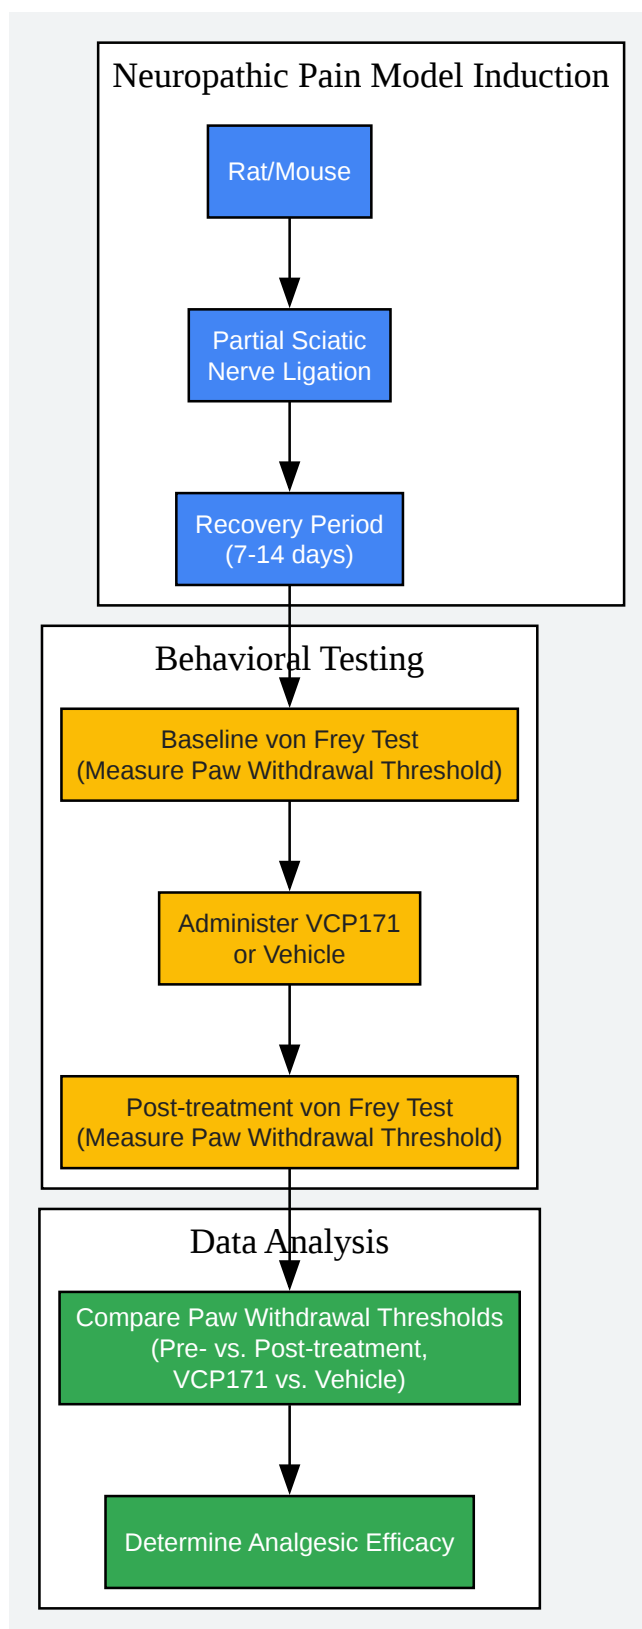 Neuropathic Pain Model Induction
Rat/Mouse
Partial Sciatic
Nerve Ligation
Recovery Period
(7-14 days)
Behavioral Testing
Baseline von Frey Test
(Measure Paw Withdrawal Threshold)
Administer VCP171
or Vehicle
Post-treatment von Frey Test
(Measure Paw Withdrawal Threshold)
Data Analysis
Compare Paw Withdrawal Thresholds
(Pre- vs. Post-treatment,
VCP171 vs. Vehicle)
Determine Analgesic Efficacy